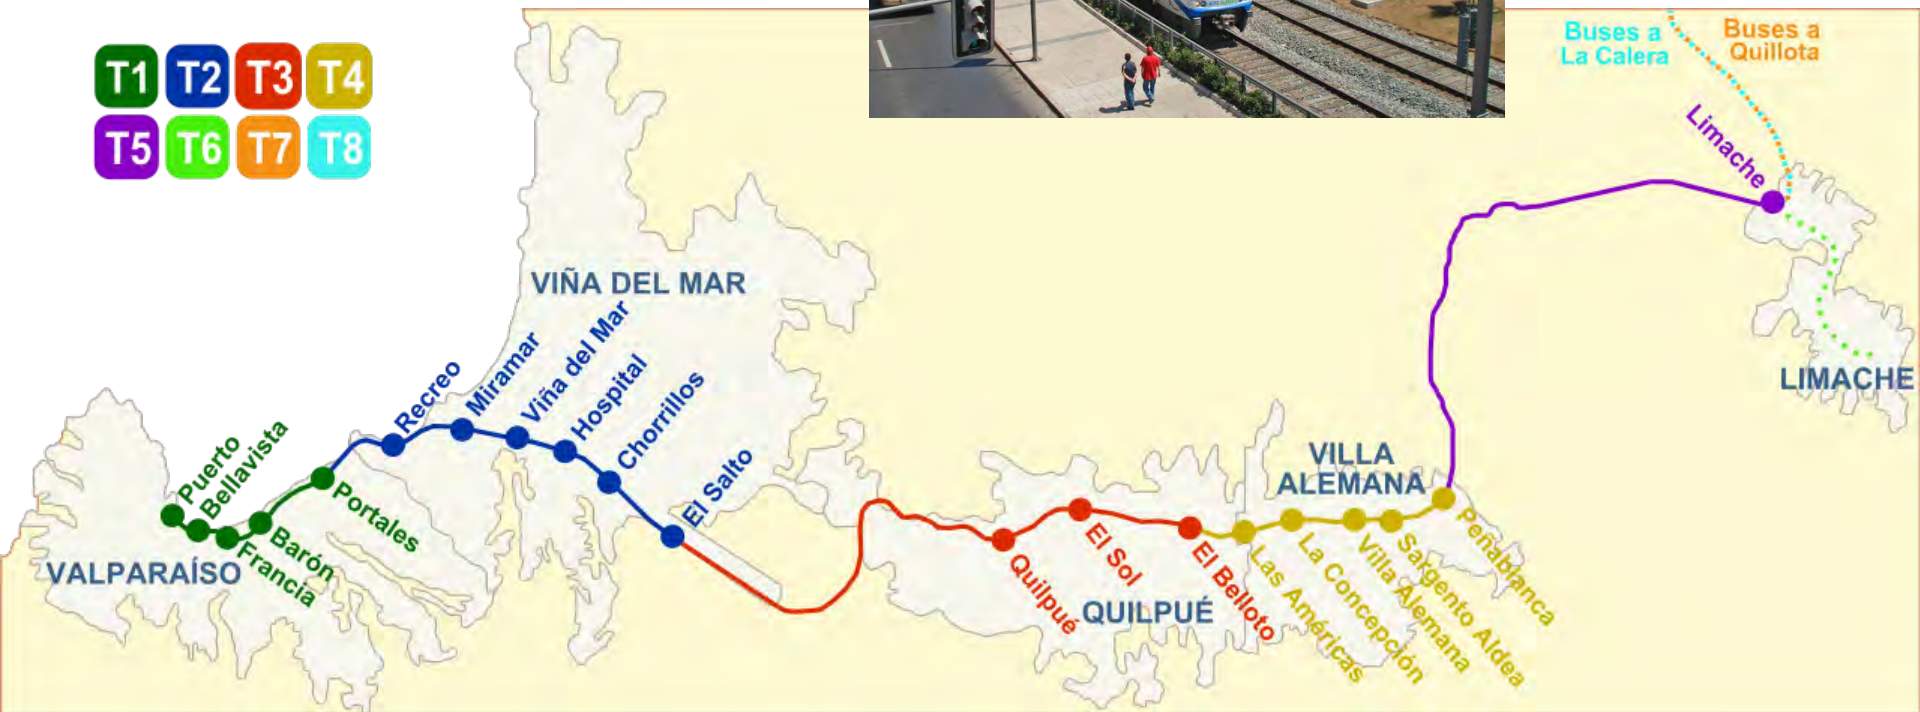 T1 T2 T3 T4
T5 T6 T7 T8
Buses a
La Calera
Buses a
Quillota
Limache
LIMACHE
VIÑA DEL MAR
VALPARAÍSO
Puerto
Bellavista
Francia
Barón
Portales
Recreo
Miramar
Viña del Mar
Hospital
Chorrillos
El Salto
Quilpué
El Sol
El Belloto
QUILPUÉ
VILLA
ALEMANA
Las Américas
La Concepción
Villa Alemana
Sargento Aldea
Peñablanca